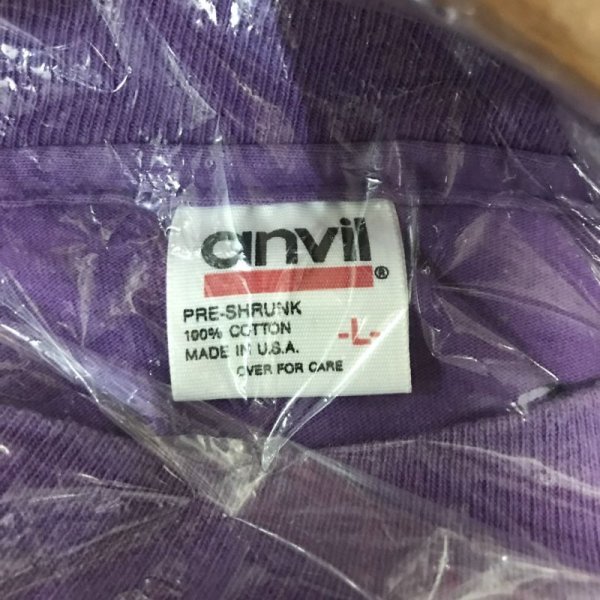 anvil
®
PRE-SHRUNK
100% COTTON
MADE IN U.S.A.
-L-
OVER FOR CARE